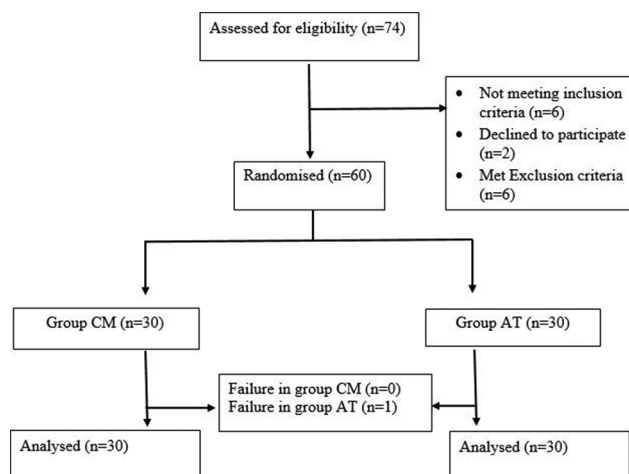 Assessed for eligibility (n=74)
• Not meeting inclusion
criteria (n=6)
• Declined to participate
(n=2)
• Met Exclusion criteria
(n=6)
Randomised (n=60)
Group CM (n=30)
Group AT (n=30)
Failure in group CM (n=0)
Failure in group AT (n=1)
Analysed (n=30)
Analysed (n=30)